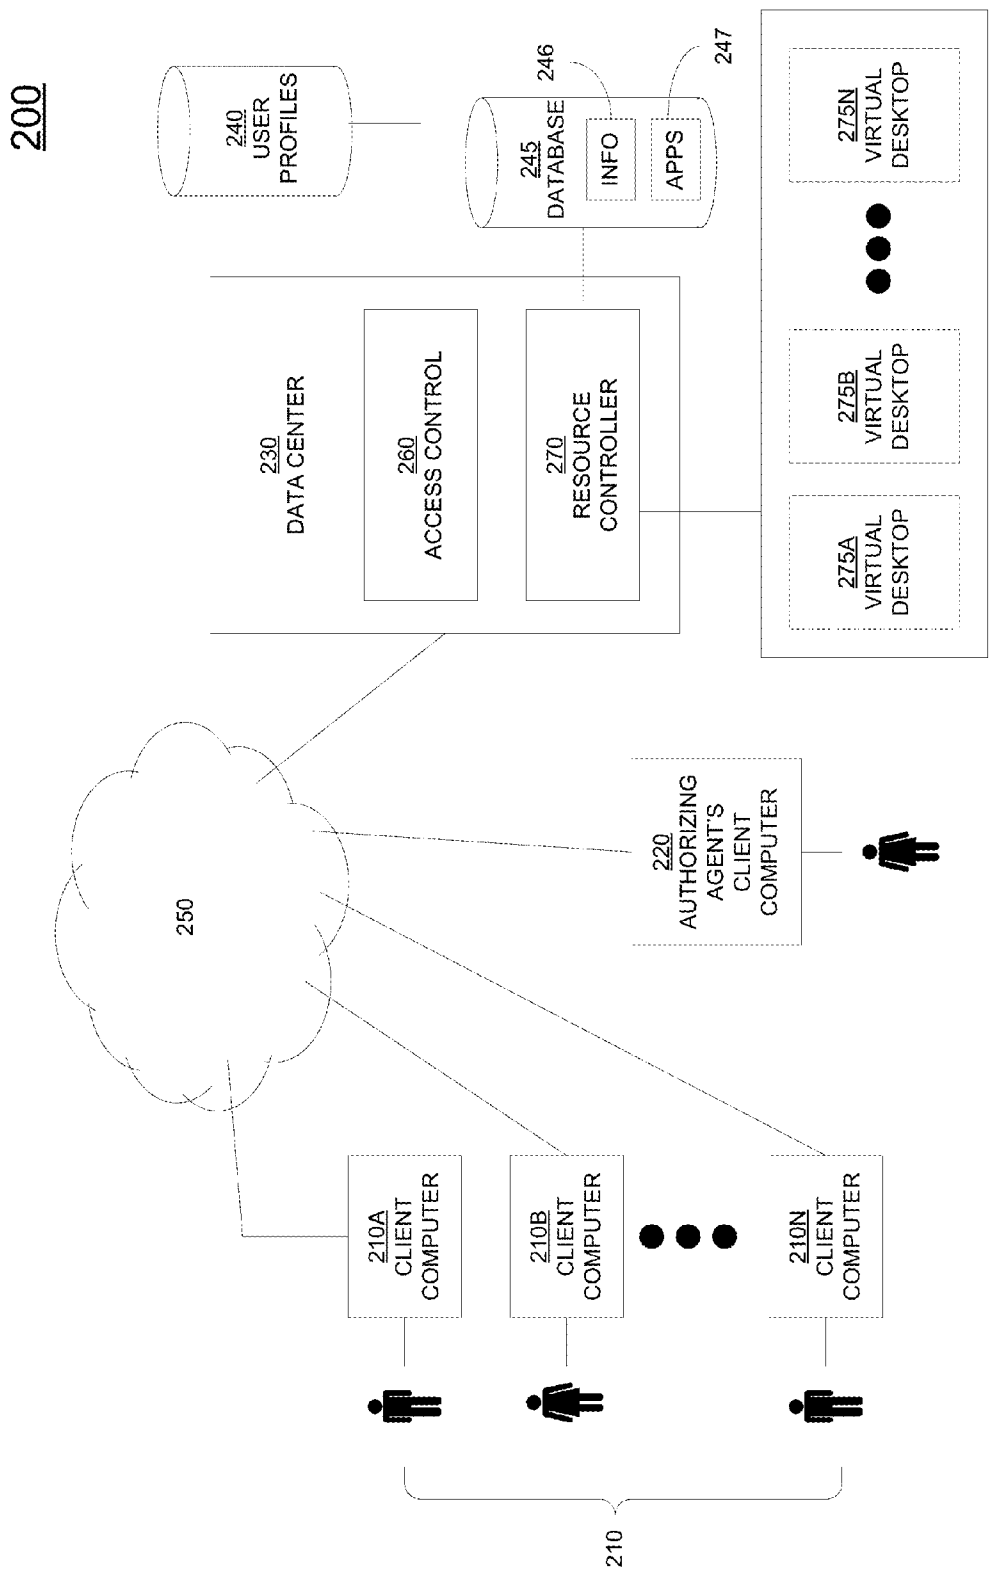 200
240
USER
PROFILES
245
DATABASE
INFO
APPS
246
247
230
DATA CENTER
260
ACCESS CONTROL
270
RESOURCE
CONTROLLER
275A
VIRTUAL
DESKTOP
275B
VIRTUAL
DESKTOP
275N
VIRTUAL
DESKTOP
250
220
AUTHORIZING
AGENT'S
CLIENT
COMPUTER
210A
CLIENT
COMPUTER
210B
CLIENT
COMPUTER
210N
CLIENT
COMPUTER
210